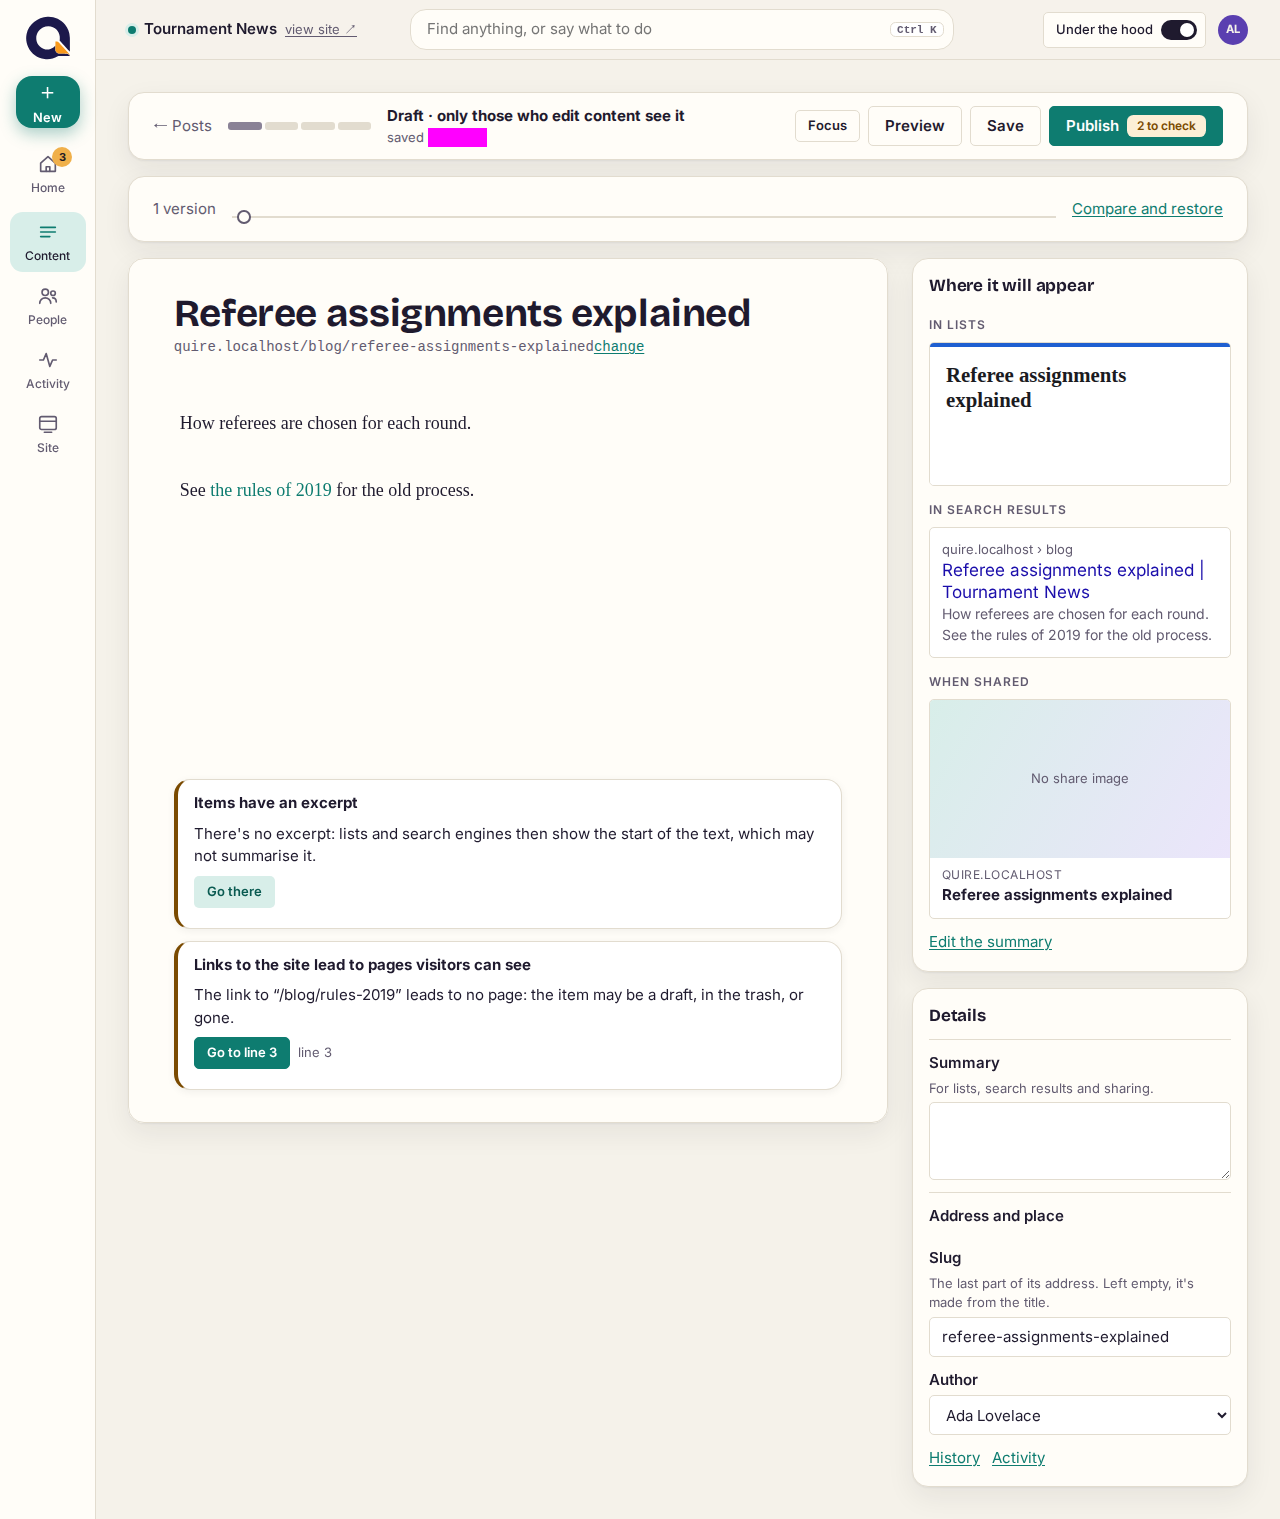 Tournament News view site ↗
Find anything, or say what to do
Ctrl K
Under the hood
AL
+
New
3
Home
Content
People
Activity
Site
← Posts
Draft · only those who edit content see it
saved
Focus
Preview
Save
Publish 2 to check
1 version
Compare and restore
Referee assignments explained
quire.localhost/blog/referee-assignments-explainedchange
How referees are chosen for each round.
See the rules of 2019 for the old process.
Items have an excerpt
There's no excerpt: lists and search engines then show the start of the text, which may
not summarise it.
Go there
Links to the site lead to pages visitors can see
The link to “/blog/rules-2019” leads to no page: the item may be a draft, in the trash, or
gone.
Go to line 3 line 3
Where it will appear
IN LISTS
Referee assignments
explained
IN SEARCH RESULTS
quire.localhost › blog
Referee assignments explained |
Tournament News
How referees are chosen for each round.
See the rules of 2019 for the old process.
WHEN SHARED
No share image
QUIRE.LOCALHOST
Referee assignments explained
Edit the summary
Details
Summary
For lists, search results and sharing.
Address and place
Slug
The last part of its address. Left empty, it's
made from the title.
referee-assignments-explained
Author
Ada Lovelace
History Activity